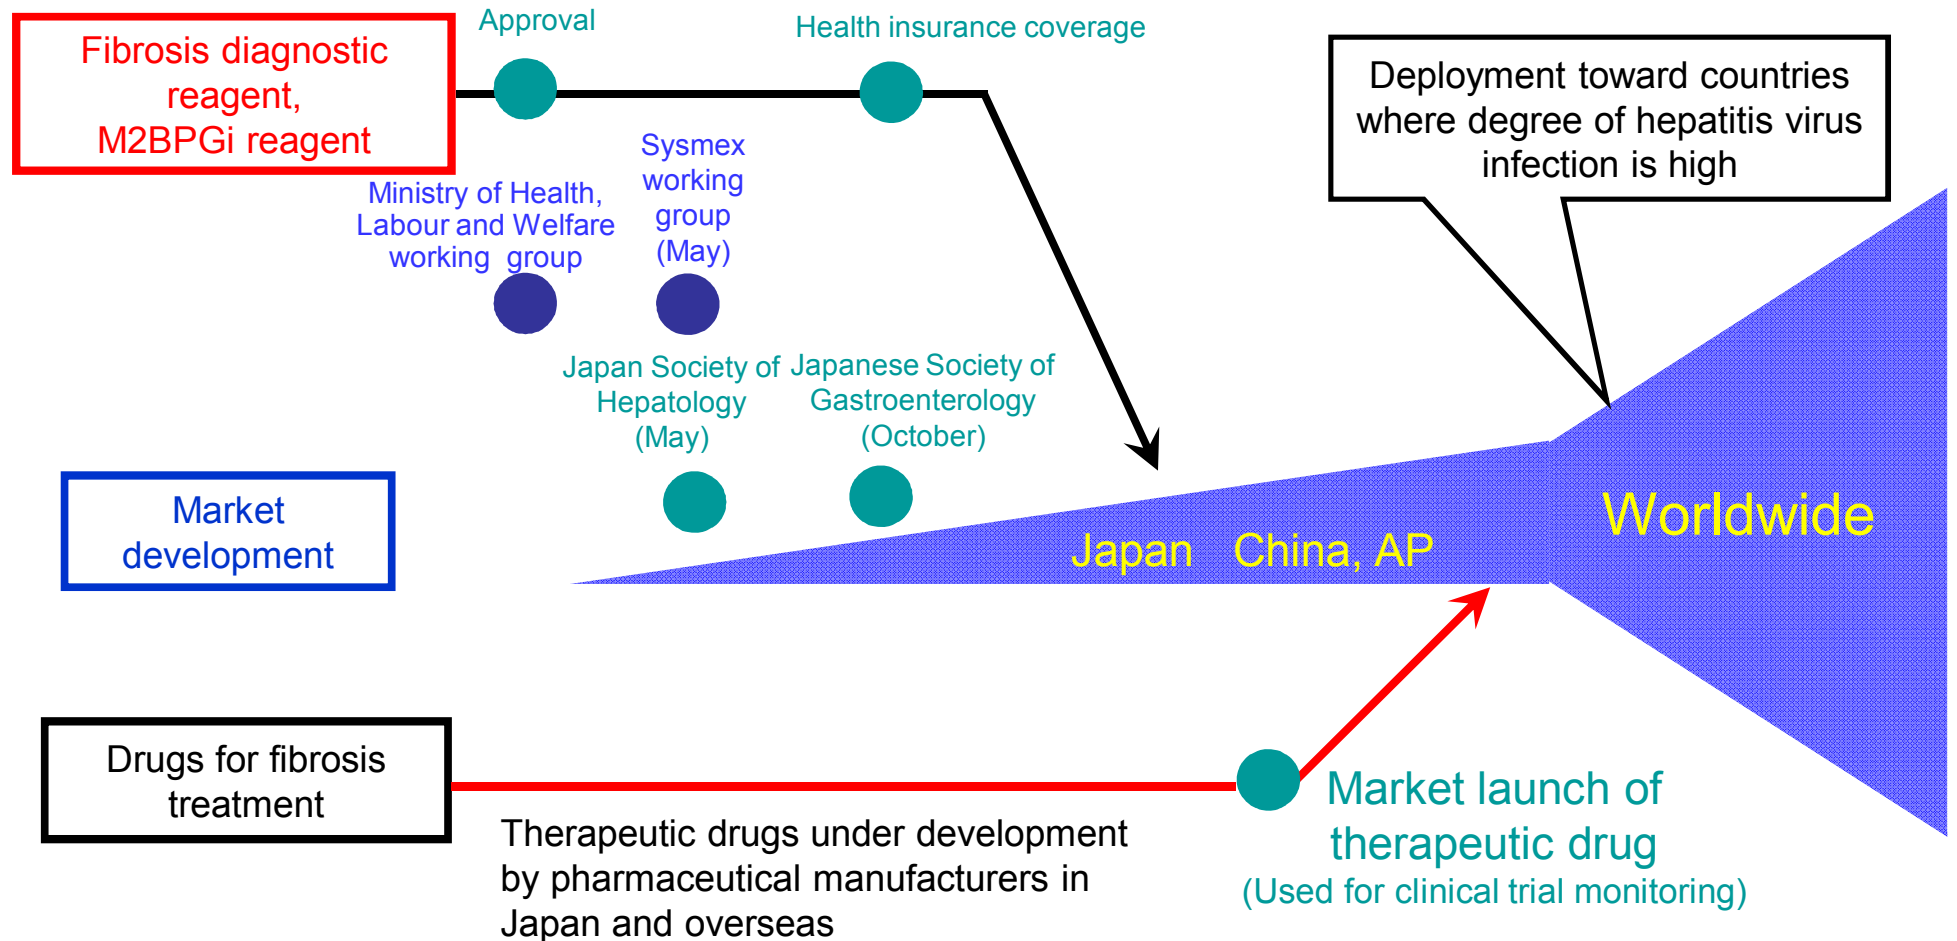 Approval
Health insurance coverage
Fibrosis diagnostic
reagent,
M2BPGi reagent
Deployment toward countries
where degree of hepatitis virus
infection is high
Ministry of Health,
Labour and Welfare
working group
Sysmex
working
group
(May)
Japan Society of
Hepatology
(May)
Japanese Society of
Gastroenterology
(October)
Market
development
Japan China, AP
Worldwide
Drugs for fibrosis
treatment
Therapeutic drugs under development
by pharmaceutical manufacturers in
Japan and overseas
Market launch of
therapeutic drug
(Used for clinical trial monitoring)